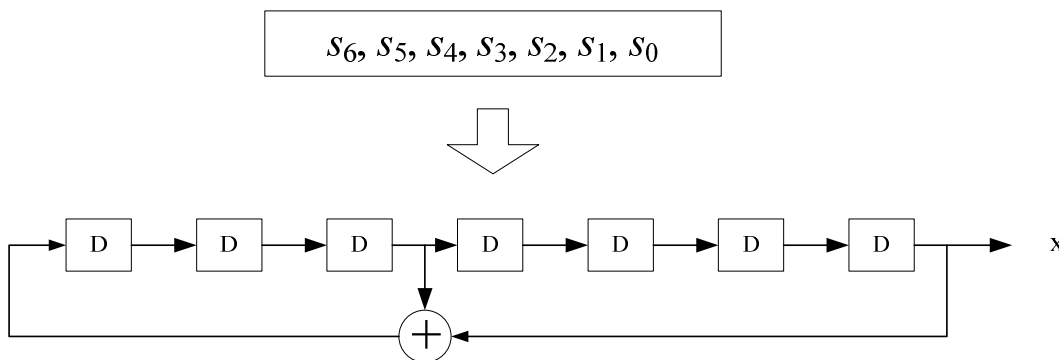 s₆, s₅, s₄, s₃, s₂, s₁, s₀
D D D D D D D x
+